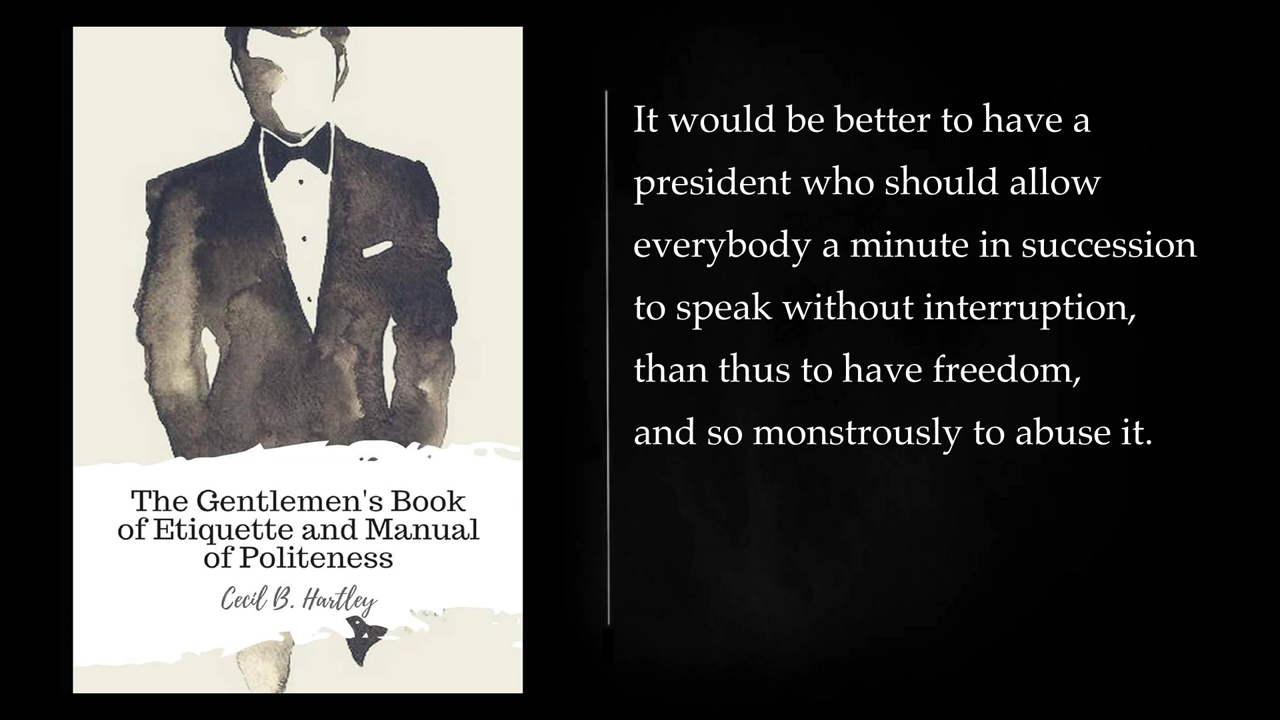 The Gentlemen's Book
of Etiquette and Manual
of Politeness
Cecil B. Hartley
It would be better to have a
president who should allow
everybody a minute in succession
to speak without interruption,
than thus to have freedom,
and so monstrously to abuse it.